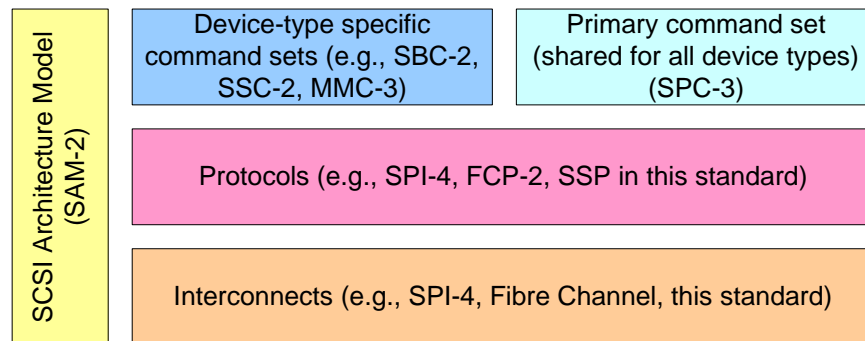 SCSI Architecture Model
(SAM-2)
Device-type specific
command sets (e.g., SBC-2,
SSC-2, MMC-3)
Primary command set
(shared for all device types)
(SPC-3)
Protocols (e.g., SPI-4, FCP-2, SSP in this standard)
Interconnects (e.g., SPI-4, Fibre Channel, this standard)